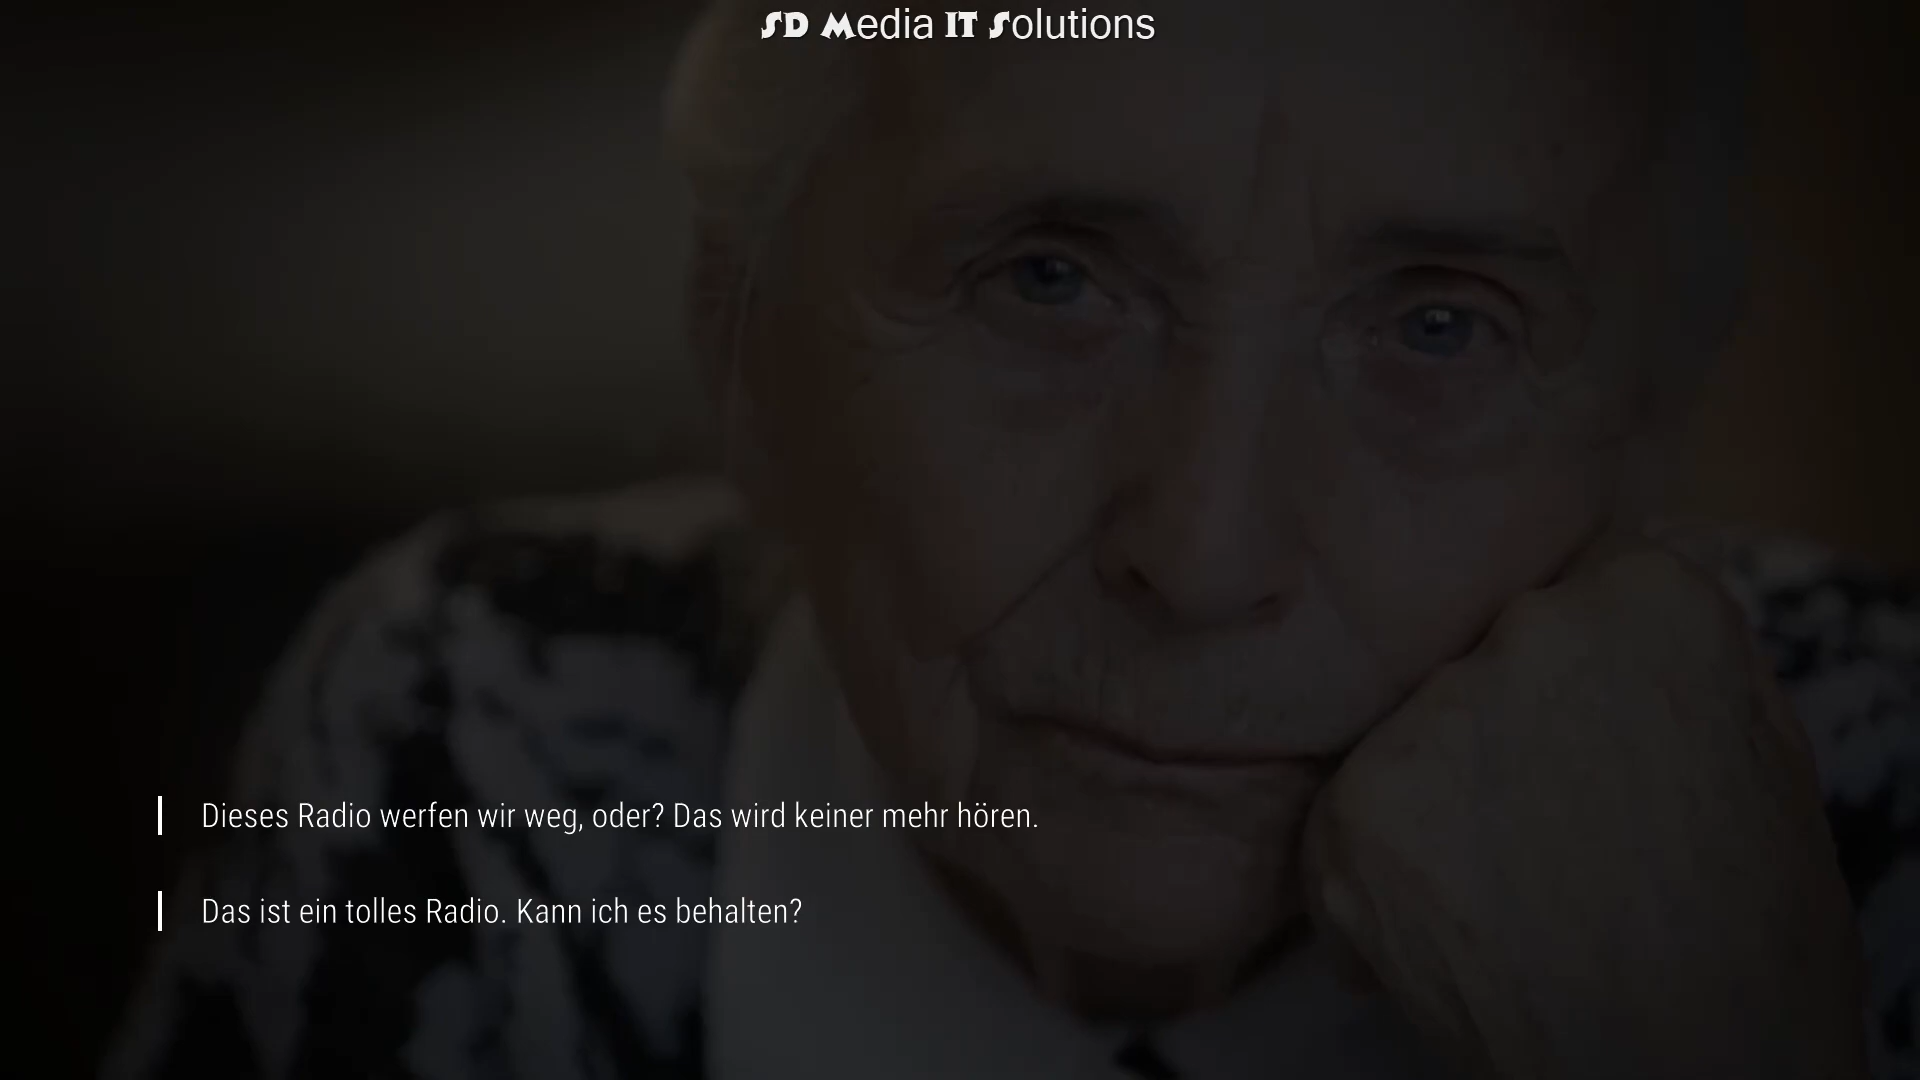 SD Media IT Solutions
Dieses Radio werfen wir weg, oder? Das wird keiner mehr hören.
Das ist ein tolles Radio. Kann ich es behalten?